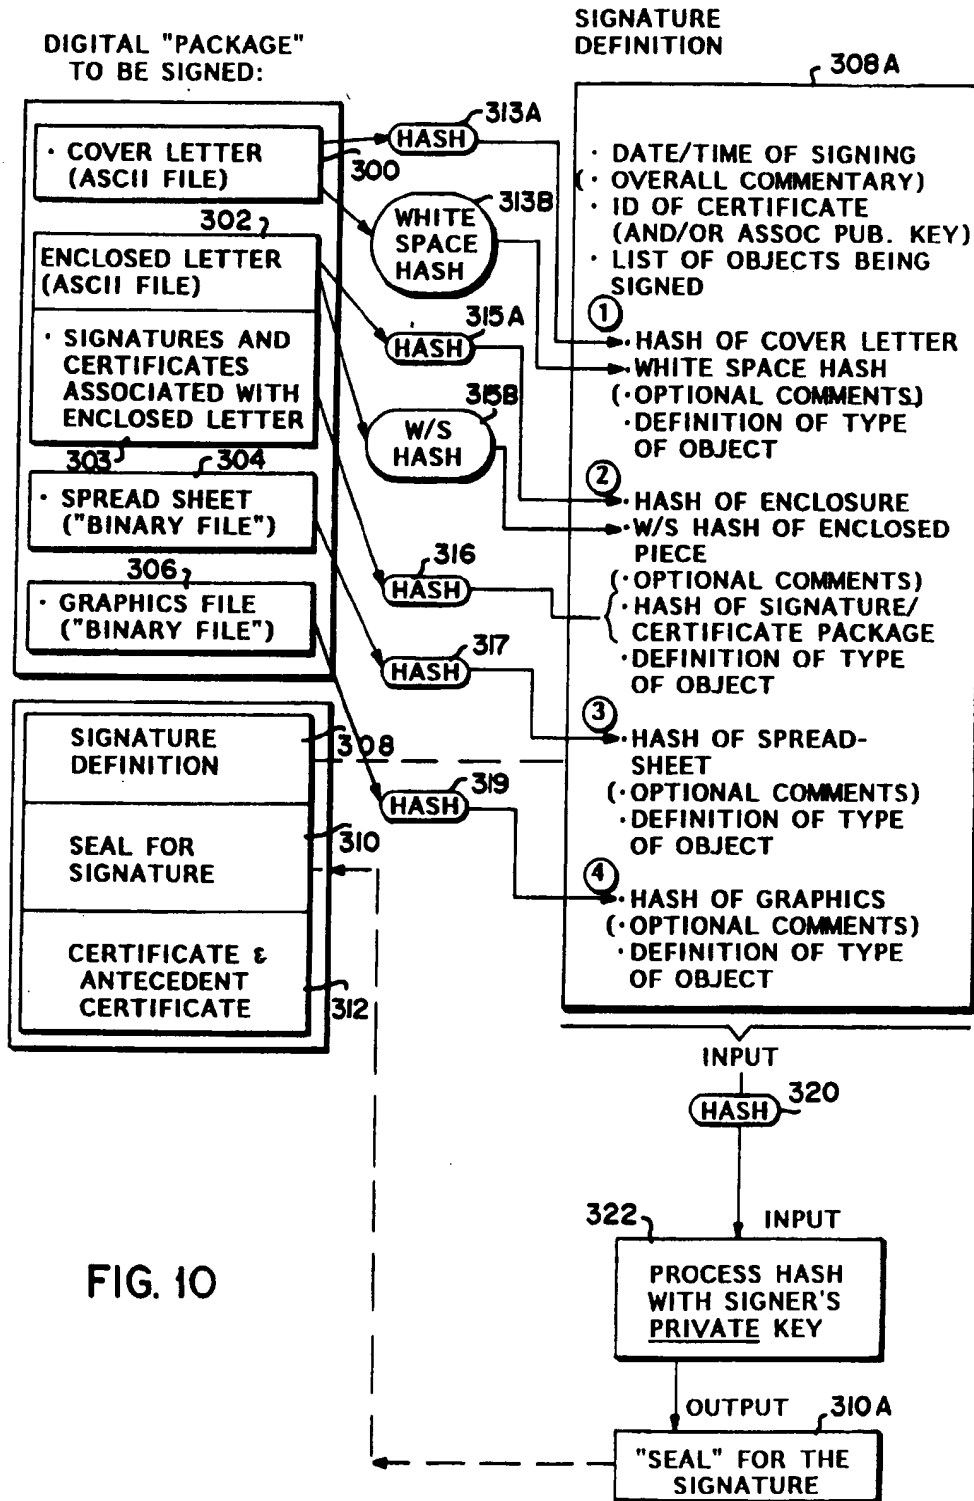 DIGITAL "PACKAGE"
TO BE SIGNED:
· COVER LETTER
(ASCII FILE)
300
302
ENCLOSED LETTER
(ASCII FILE)
· SIGNATURES AND
CERTIFICATES
ASSOCIATED WITH
ENCLOSED LETTER
303
304
· SPREAD SHEET
("BINARY FILE")
306
· GRAPHICS FILE
("BINARY FILE")
SIGNATURE
DEFINITION
308
SEAL FOR
SIGNATURE
310
CERTIFICATE &
ANTECEDENT
CERTIFICATE
312
313A
HASH
313B
WHITE
SPACE
HASH
315A
HASH
315B
W/S
HASH
316
HASH
317
HASH
319
HASH
SIGNATURE
DEFINITION
308A
· DATE/TIME OF SIGNING
(· OVERALL COMMENTARY)
· ID OF CERTIFICATE
(AND/OR ASSOC PUB. KEY)
· LIST OF OBJECTS BEING
SIGNED
1
· HASH OF COVER LETTER
· WHITE SPACE HASH
(· OPTIONAL COMMENTS)
· DEFINITION OF TYPE
OF OBJECT
2
· HASH OF ENCLOSURE
· W/S HASH OF ENCLOSED
PIECE
(· OPTIONAL COMMENTS)
· HASH OF SIGNATURE/
CERTIFICATE PACKAGE
· DEFINITION OF TYPE
OF OBJECT
3
· HASH OF SPREAD-
SHEET
(· OPTIONAL COMMENTS)
· DEFINITION OF TYPE
OF OBJECT
4
· HASH OF GRAPHICS
(· OPTIONAL COMMENTS)
· DEFINITION OF TYPE
OF OBJECT
INPUT
HASH
320
INPUT
322
PROCESS HASH
WITH SIGNER'S
PRIVATE KEY
OUTPUT
310A
"SEAL" FOR THE
SIGNATURE
FIG. 10